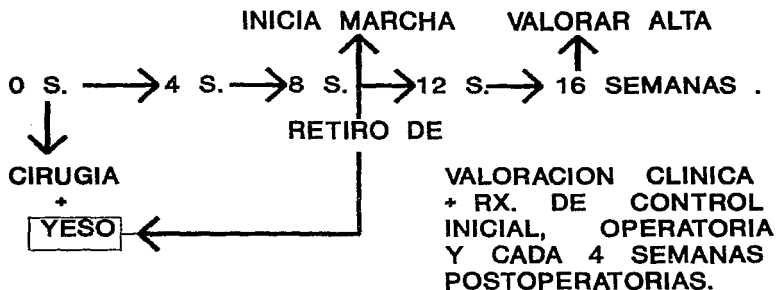 INICIA MARCHA VALORAR ALTA
0 S. 4 S. 8 S. 12 S. 16 SEMANAS .
RETIRO DE
CIRUGIA
+
YESO
VALORACION CLINICA
+ RX. DE CONTROL
INICIAL, OPERATORIA
Y CADA 4 SEMANAS
POSTOPERATORIAS.